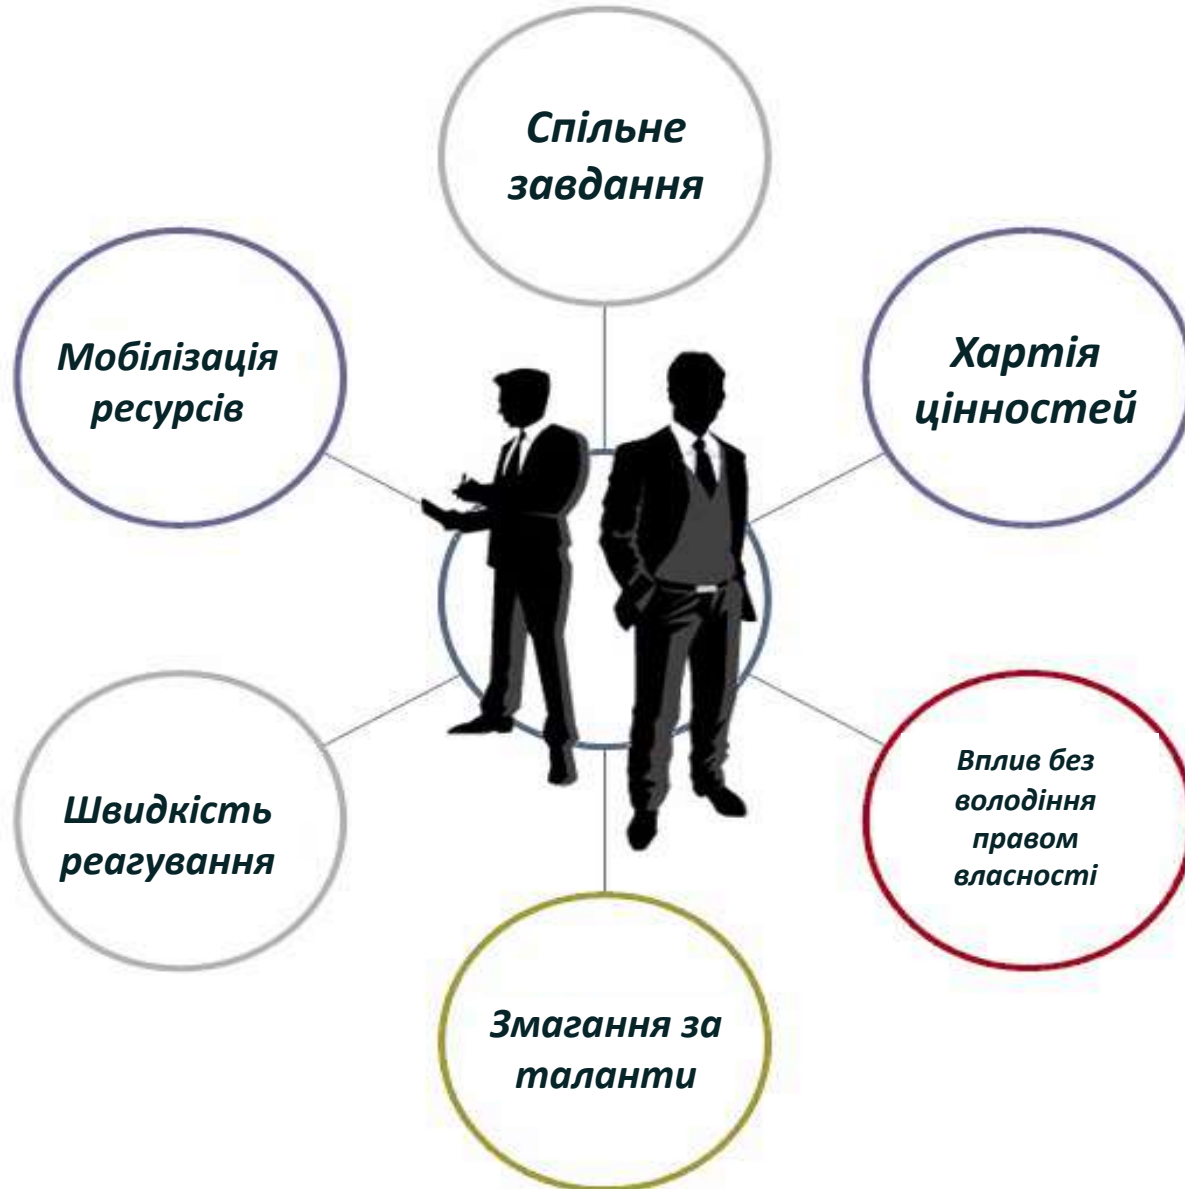 Спільне
завдання
Хартія
цінностей
Вплив без
володіння
правом
власності
Змагання за
таланти
Швидкість
реагування
Мобілізація
ресурсів